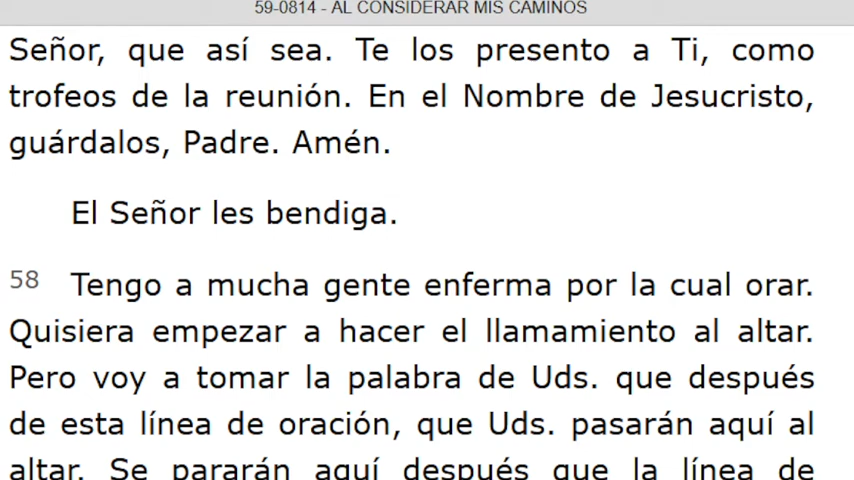 59-0814 - AL CONSIDERAR MIS CAMINOS
Señor, que así sea. Te los presento a Ti, como
trofeos de la reunión. En el Nombre de Jesucristo,
guárdalos, Padre. Amén.
El Señor les bendiga.
58 Tengo a mucha gente enferma por la cual orar.
Quisiera empezar a hacer el llamamiento al altar.
Pero voy a tomar la palabra de Uds. que después
de esta línea de oración, que Uds. pasarán aquí al
altar. Se pararán aquí después que la línea de